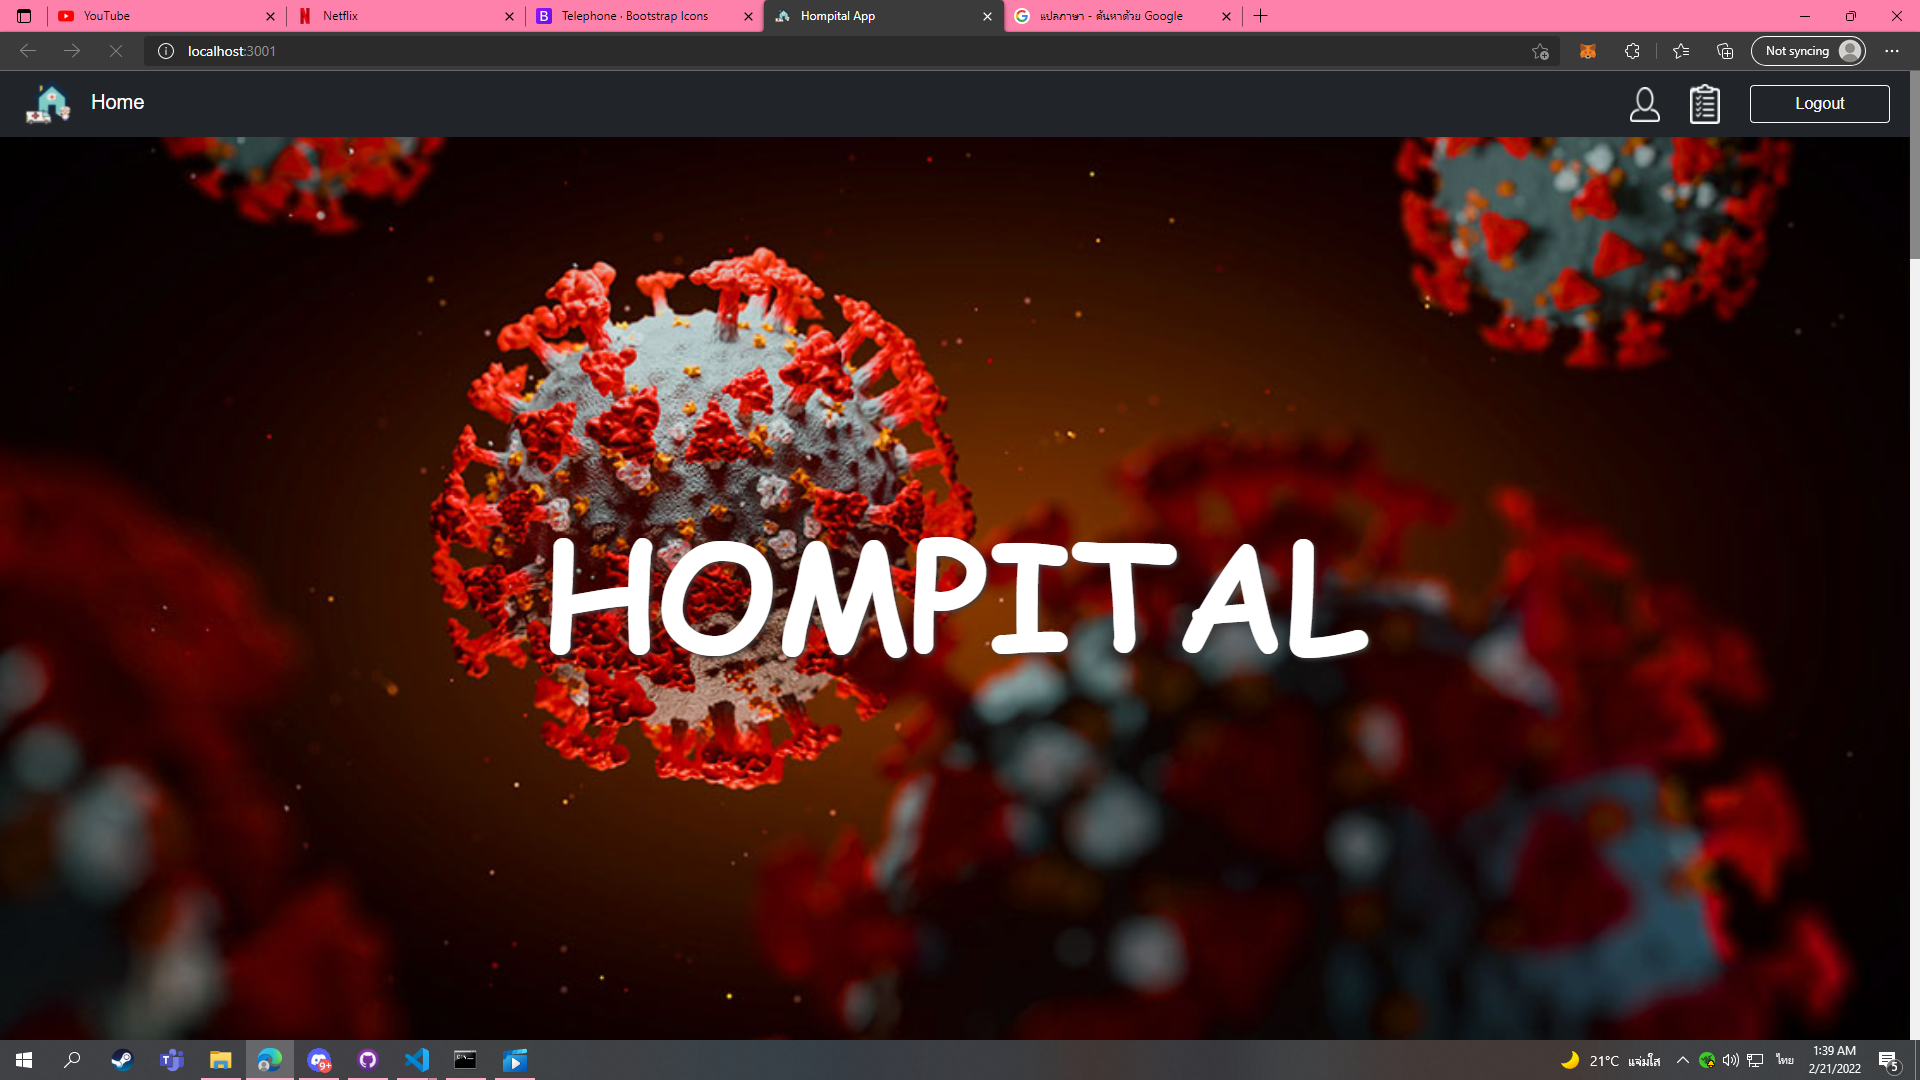 YouTube
Netflix
Telephone · Bootstrap Icons
Hompital App
แปลภาษา - ค้นหาด้วย Google
localhost:3001
Not syncing
Home
Logout
HOMPITAL
9+
21°C แจ่มใส
ไทย
1:39 AM
2/21/2022
5